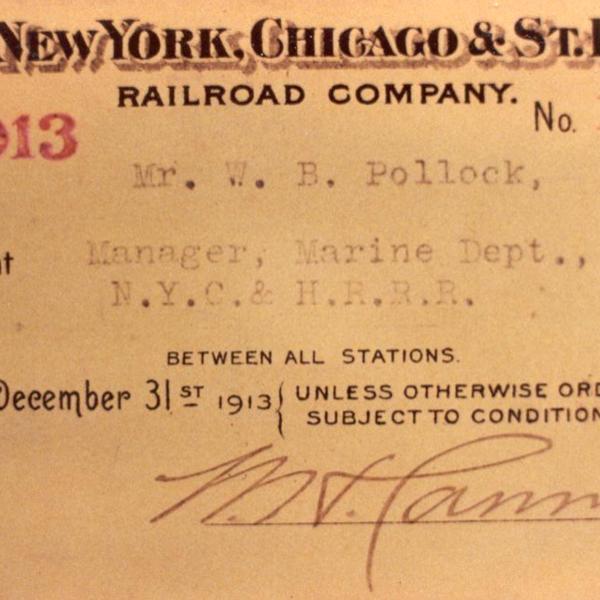 NEW YORK, CHICAGO & ST.
RAILROAD COMPANY.
No.
913
Mr. W. B. Pollock,
Manager, Marine Dept.,
N.Y.C.& H.R.R.R.
BETWEEN ALL STATIONS.
December 31ST 1913 { UNLESS OTHERWISE ORD
SUBJECT TO CONDITION